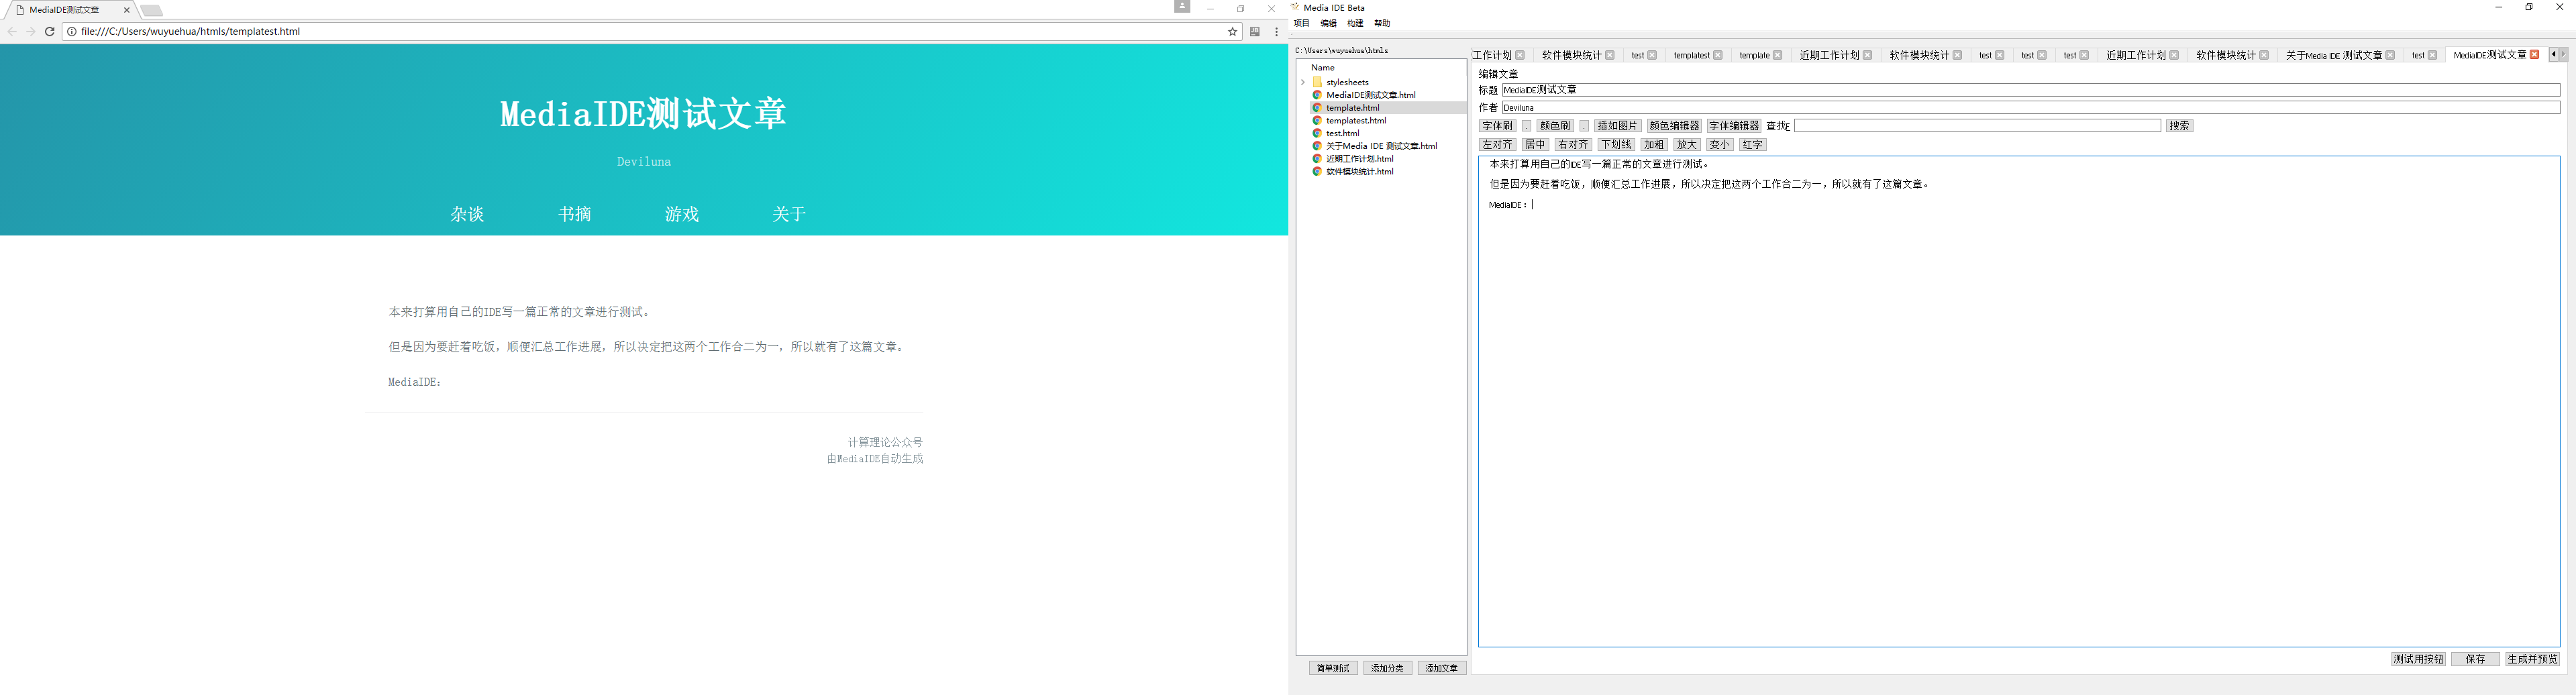 MediaIDE测试文章
file:///C:/Users/wuyuehua/htmls/templatest.html
MediaIDE测试文章
Deviluna
杂谈 书摘 游戏 关于
本来打算用自己的IDE写一篇正常的文章进行测试。
但是因为要赶着吃饭，顺便汇总工作进展，所以决定把这两个工作合二为一，所以就有了这篇文章。
MediaIDE:
计算理论公众号
由MediaIDE自动生成
Media IDE Beta
项目 编辑 构建 帮助
C:\Users\wuyuehua\htmls
Name
stylesheets
MediaIDE测试文章.html
template.html
templatest.html
test.html
关于Media IDE 测试文章.html
近期工作计划.html
软件模块统计.html
简单测试 添加分类 添加文章
工作计划 软件模块统计 test templatest template 近期工作计划 软件模块统计 test test test 近期工作计划 软件模块统计 关于Media IDE 测试文章 test MediaIDE测试文章
编辑文章
标题 MediaIDE测试文章
作者 Deviluna
字体刷 . 颜色刷 . 插如图片 颜色编辑器 字体编辑器 查找: 搜索
左对齐 居中 右对齐 下划线 加粗 放大 变小 红字
本来打算用自己的IDE写一篇正常的文章进行测试。
但是因为要赶着吃饭，顺便汇总工作进展，所以决定把这两个工作合二为一，所以就有了这篇文章。
MediaIDE：
测试用按钮 保存 生成并预览